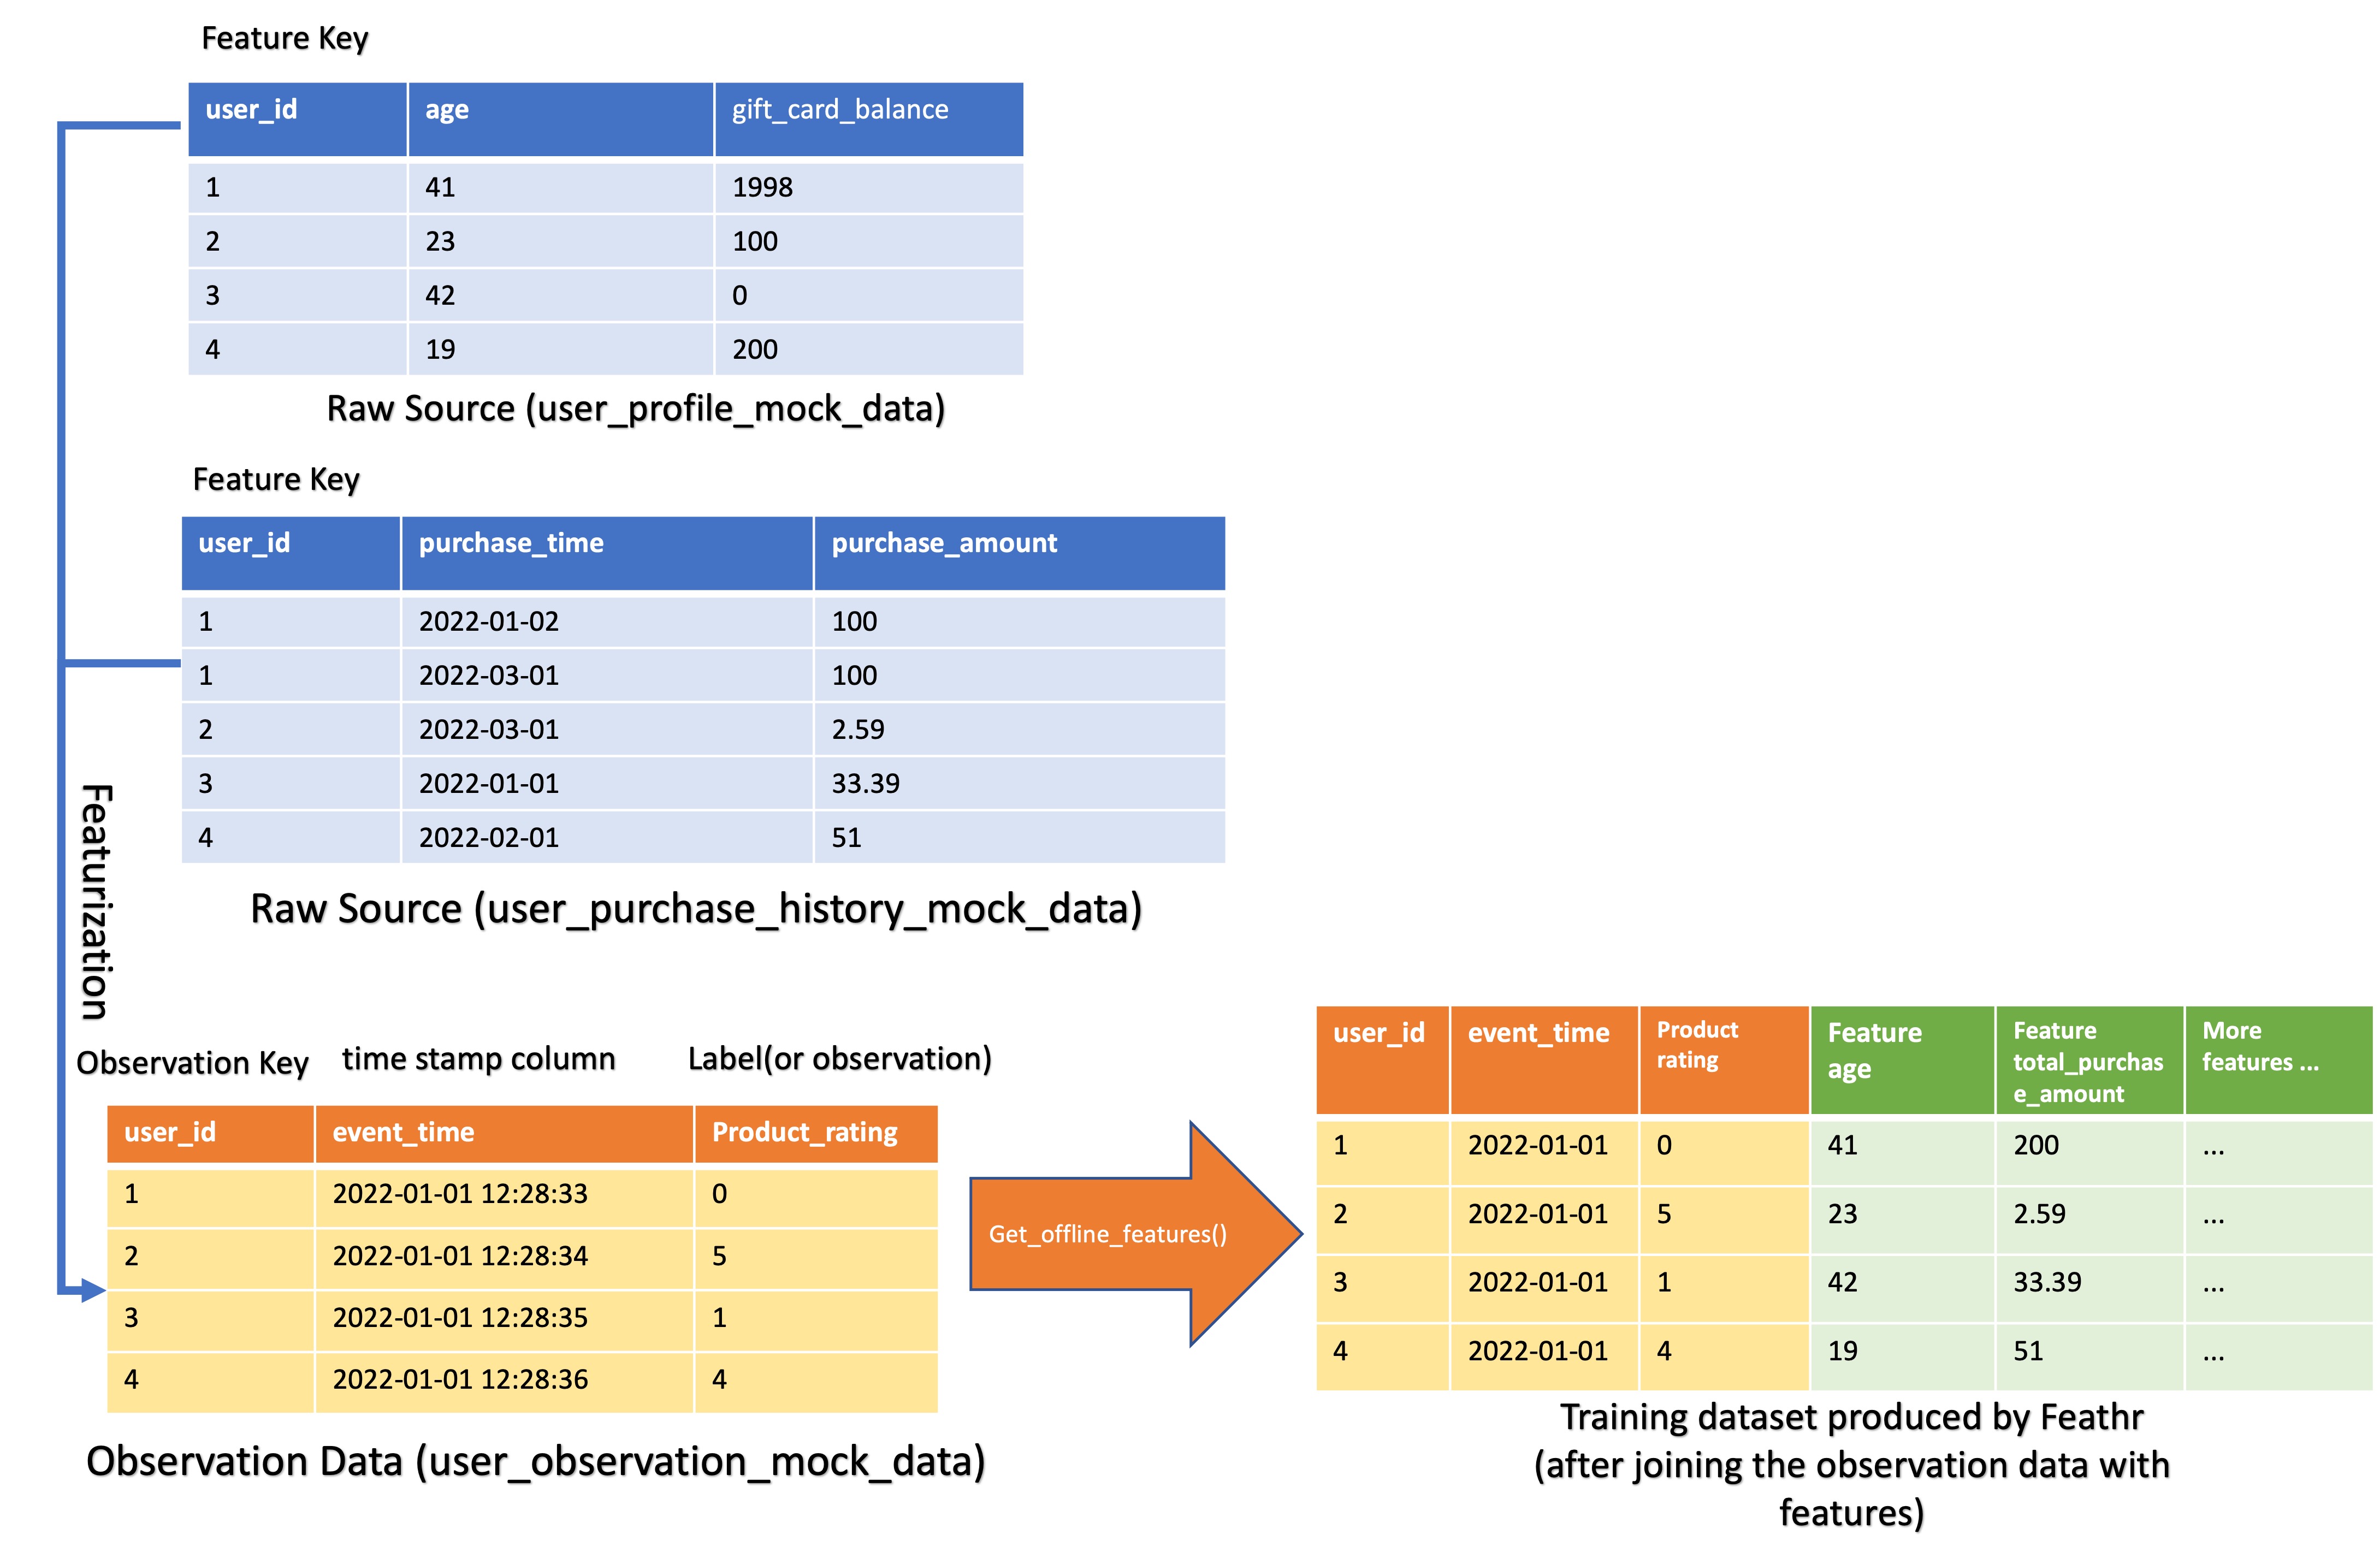 Feature Key
user_id age gift_card_balance
1 41 1998
2 23 100
3 42 0
4 19 200
Raw Source (user_profile_mock_data)
Feature Key
user_id purchase_time purchase_amount
1 2022-01-02 100
1 2022-03-01 100
2 2022-03-01 2.59
3 2022-01-01 33.39
4 2022-02-01 51
Raw Source (user_purchase_history_mock_data)
Featurization
Observation Key time stamp column Label(or observation)
user_id event_time Product_rating
1 2022-01-01 12:28:33 0
2 2022-01-01 12:28:34 5
3 2022-01-01 12:28:35 1
4 2022-01-01 12:28:36 4
Observation Data (user_observation_mock_data)
Get_offline_features()
user_id event_time Product Feature Feature More
rating age total_purchas features ...
e_amount
1 2022-01-01 0 41 200 ...
2 2022-01-01 5 23 2.59 ...
3 2022-01-01 1 42 33.39 ...
4 2022-01-01 4 19 51 ...
Training dataset produced by Feathr
(after joining the observation data with
features)